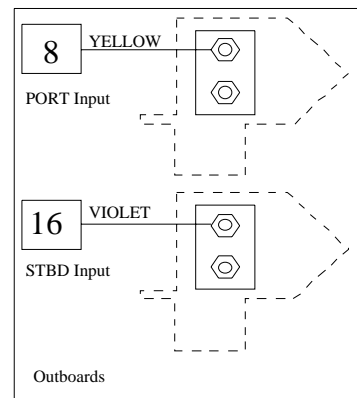 8
YELLOW
PORT Input
16
VIOLET
STBD Input
Outboards